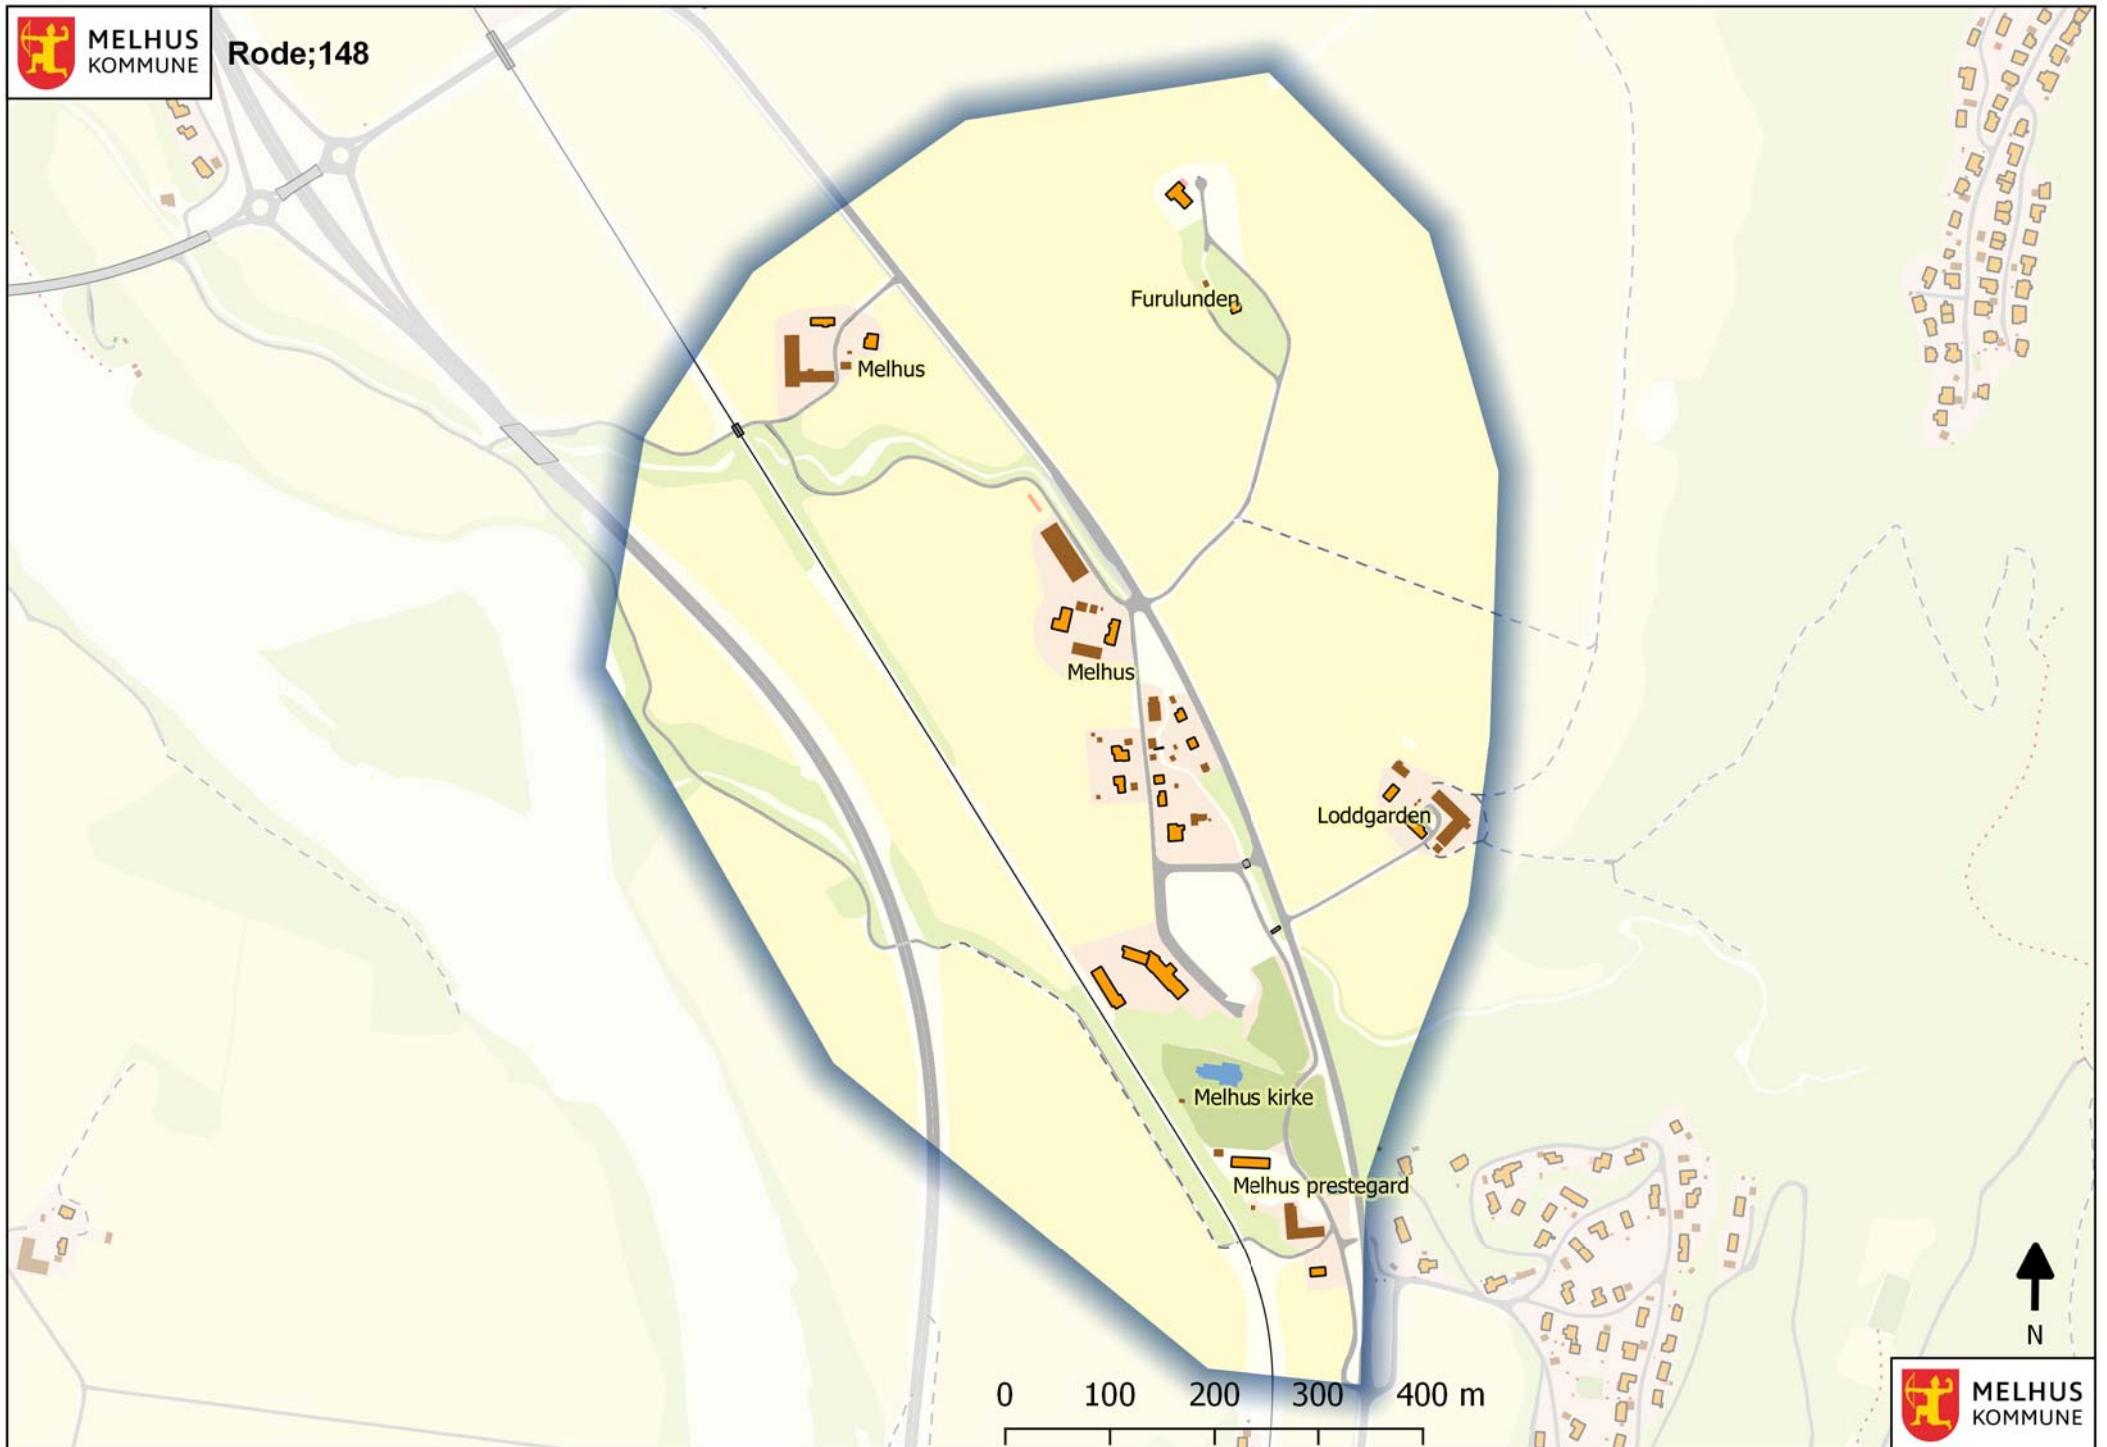 MELHUS
KOMMUNE
Rode;148
Furulunden
Melhus
Melhus
Loddgarden
Melhus kirke
Melhus prestegard
N
0 100 200 300 400 m
MELHUS
KOMMUNE